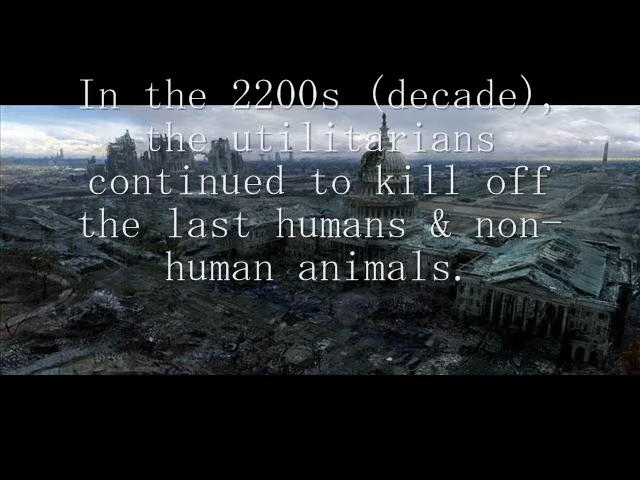 In the 2200s (decade),
the utilitarians
continued to kill off
the last humans & non-
human animals.